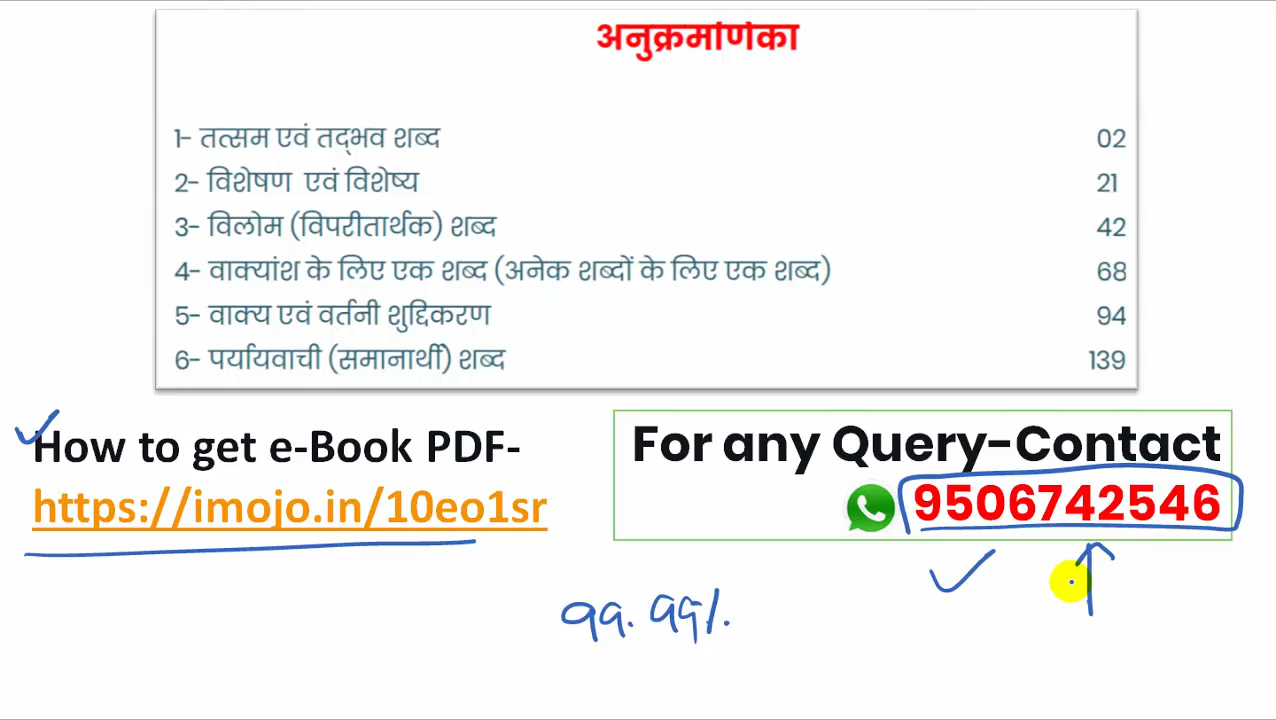 अनुक्रमणिका
1- तत्सम एवं तद्भव शब्द 02
2- विशेषण एवं विशेष्य 21
3- विलोम (विपरीतार्थक) शब्द 42
4- वाक्यांश के लिए एक शब्द (अनेक शब्दों के लिए एक शब्द) 68
5- वाक्य एवं वर्तनी शुद्दिकरण 94
6- पर्यायवाची (समानार्थी) शब्द 139
How to get e-Book PDF-
https://imojo.in/10eo1sr
For any Query-Contact
9506742546
99.99%.